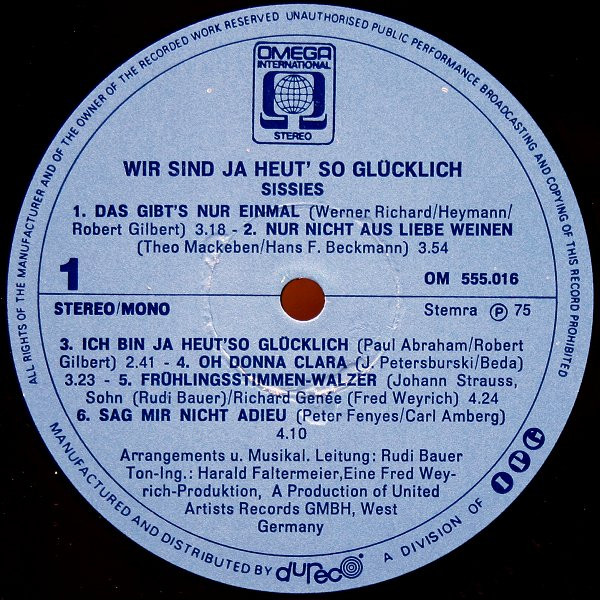 ALL RIGHTS OF THE MANUFACTURER AND OF THE OWNER OF THE RECORDED WORK RESERVED UNAUTHORISED PUBLIC PERFORMANCE BROADCASTING AND COPYING OF THIS RECORD PROHIBITED
OMEGA
INTERNATIONAL
STEREO
WIR SIND JA HEUT' SO GLÜCKLICH
SISSIES
1. DAS GIBT'S NUR EINMAL (Werner Richard/Heymann/
Robert Gilbert) 3.18 - 2. NUR NICHT AUS LIEBE WEINEN
(Theo Mackeben/Hans F. Beckmann) 3.54
1
OM 555.016
STEREO/MONO
Stemra Ⓟ 75
3. ICH BIN JA HEUT'SO GLÜCKLICH (Paul Abraham/Robert
Gilbert) 2.41 - 4. OH DONNA CLARA (J. Petersburski/Beda)
3.23 - 5. FRÜHLINGSSTIMMEN-WALZER (Johann Strauss,
Sohn (Rudi Bauer)/Richard Genée (Fred Weyrich) 4.24
6. SAG MIR NICHT ADIEU (Peter Fenyes/Carl Amberg)
4.10
Arrangements u. Musikal. Leitung: Rudi Bauer
Ton-Ing.: Harald Faltermeier,Eine Fred Wey-
rich-Produktion, A Production of United
Artists Records GMBH, West
Germany
MANUFACTURED AND DISTRIBUTED BY dureco A DIVISION OF